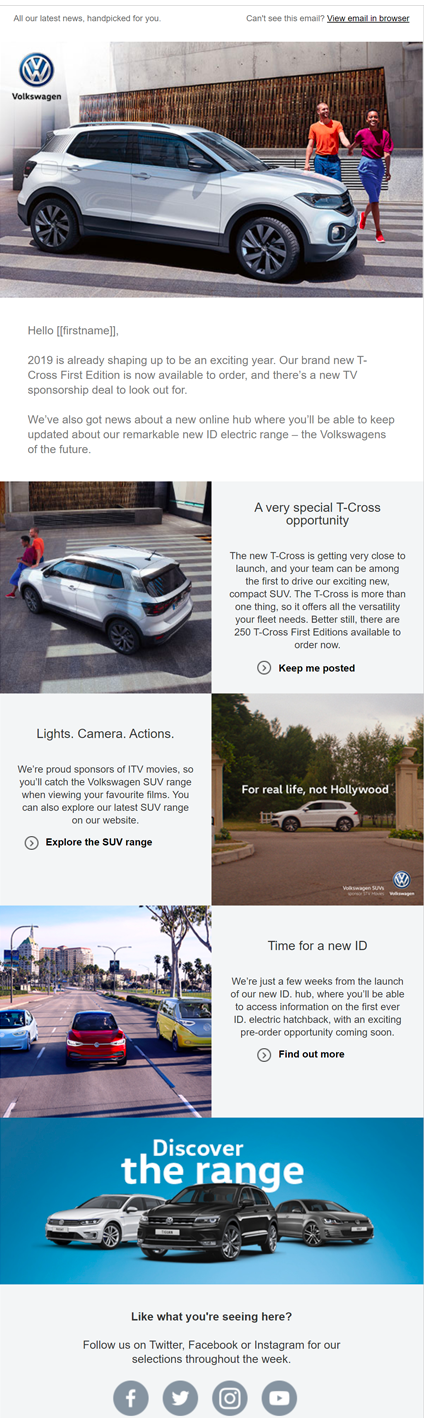 All our latest news, handpicked for you.
Can't see this email? View email in browser
Volkswagen
Hello [[firstname]],
2019 is already shaping up to be an exciting year. Our brand new T-
Cross First Edition is now available to order, and there's a new TV
sponsorship deal to look out for.
We've also got news about a new online hub where you'll be able to keep
updated about our remarkable new ID electric range – the Volkswagens
of the future.
A very special T-Cross
opportunity
The new T-Cross is getting very close to
launch, and your team can be among
the first to drive our exciting new,
compact SUV. The T-Cross is more than
one thing, so it offers all the versatility
your fleet needs. Better still, there are
250 T-Cross First Editions available to
order now.
Keep me posted
Lights. Camera. Actions.
We're proud sponsors of ITV movies, so
you'll catch the Volkswagen SUV range
when viewing your favourite films. You
can also explore our latest SUV range
on our website.
Explore the SUV range
For real life, not Hollywood
Volkswagen SUVs
sponsor ITV movies
Volkswagen
Time for a new ID
We're just a few weeks from the launch
of our new ID. hub, where you'll be able
to access information on the first ever
ID. electric hatchback, with an exciting
pre-order opportunity coming soon.
Find out more
Discover
the range
Like what you're seeing here?
Follow us on Twitter, Facebook or Instagram for our
selections throughout the week.